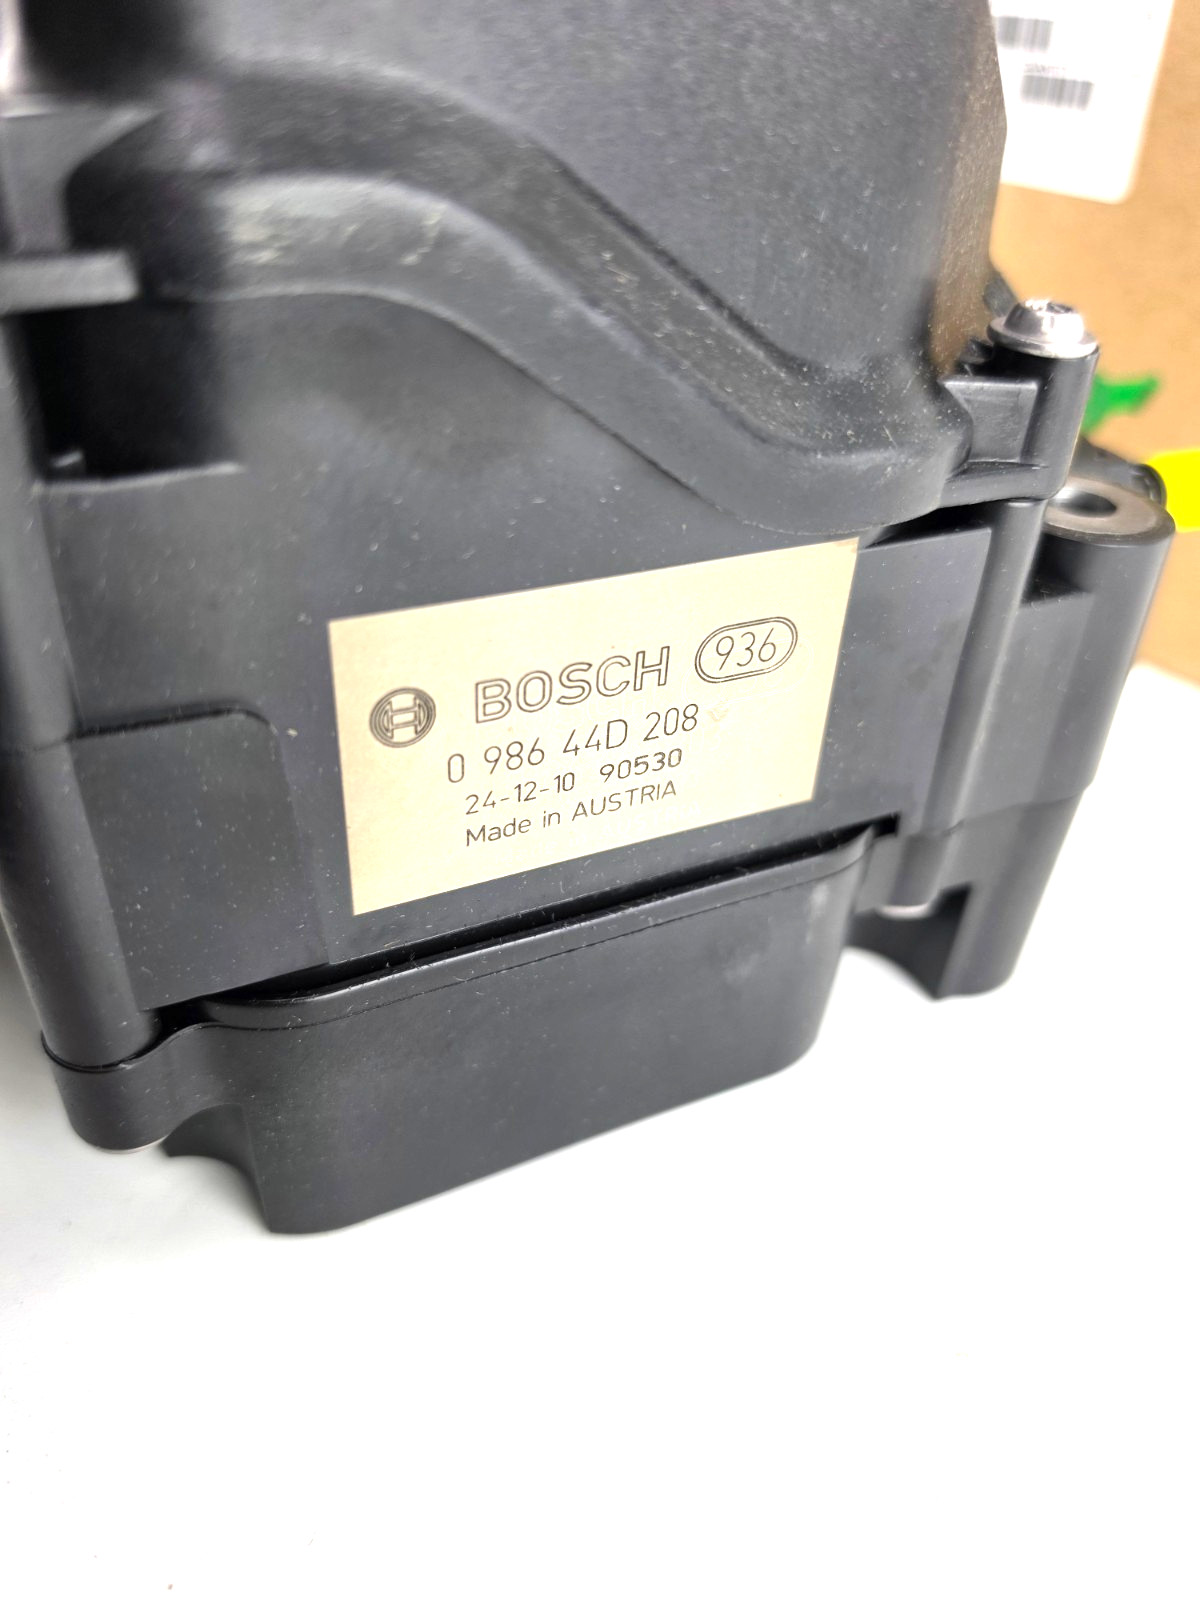 BOSCH 936
0 986 44D 208
24-12-10 90530
Made in AUSTRIA